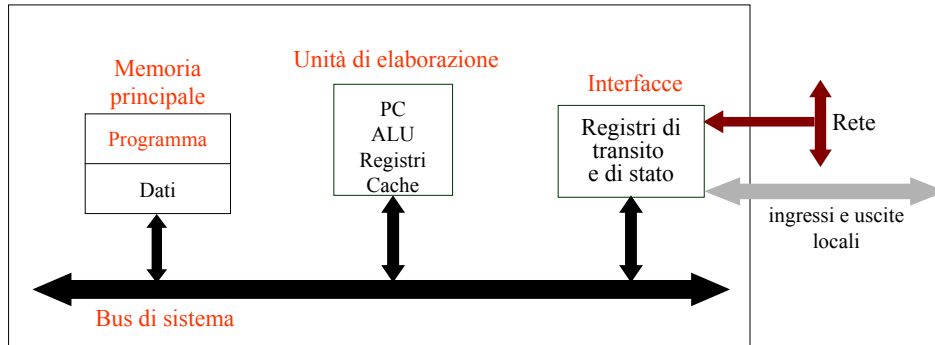 Memoria
principale
Programma
Dati
Unità di elaborazione
PC
ALU
Registri
Cache
Interfacce
Registri di
transito
e di stato
Rete
ingressi e uscite
locali
Bus di sistema